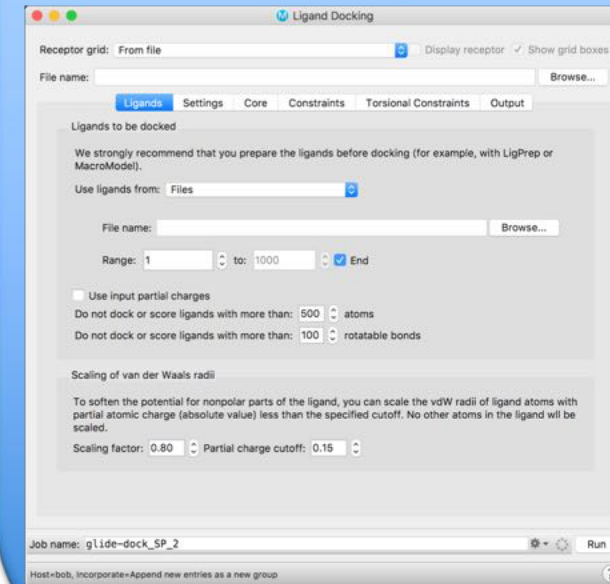 Ligand Docking
Receptor grid: From file Display receptor Show grid boxes
File name: Browse...
Ligands Settings Core Constraints Torsional Constraints Output
Ligands to be docked
We strongly recommend that you prepare the ligands before docking (for example, with LigPrep or
MacroModel).
Use ligands from: Files
File name: Browse...
Range: 1 to: 1000 End
Use input partial charges
Do not dock or score ligands with more than: 500 atoms
Do not dock or score ligands with more than: 100 rotatable bonds
Scaling of van der Waals radii
To soften the potential for nonpolar parts of the ligand, you can scale the vdW radii of ligand atoms with
partial atomic charge (absolute value) less than the specified cutoff. No other atoms in the ligand wll be
scaled.
Scaling factor: 0.80 Partial charge cutoff: 0.15
Job name: glide-dock_SP_2 Run
Host=bob, Incorporate=Append new entries as a new group